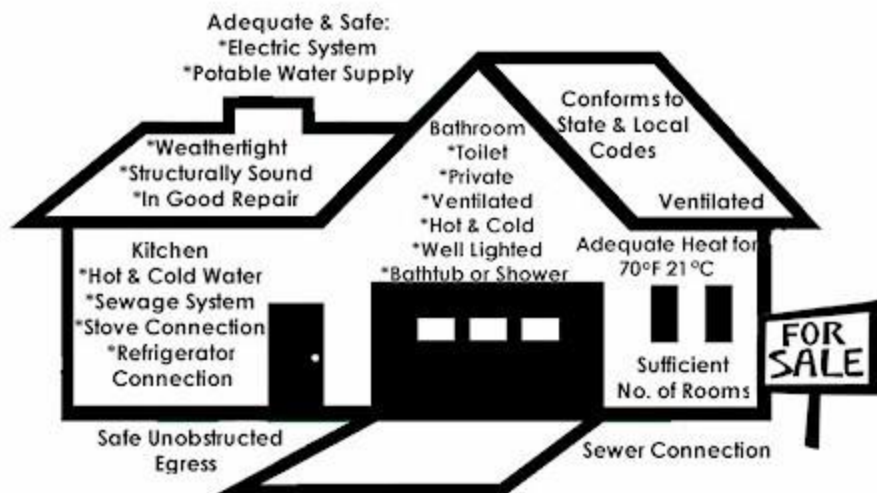 Adequate & Safe:
*Electric System
*Potable Water Supply
*Weathertight
*Structurally Sound
*In Good Repair
Bathroom
*Toilet
*Private
*Ventilated
*Hot & Cold
*Well Lighted
*Bathtub or Shower
Conforms to
State & Local
Codes
Ventilated
Kitchen
*Hot & Cold Water
*Sewage System
*Stove Connection
*Refrigerator
Connection
Adequate Heat for
70°F 21°C
Sufficient
No. of Rooms
FOR
SALE
Safe Unobstructed
Egress
Sewer Connection